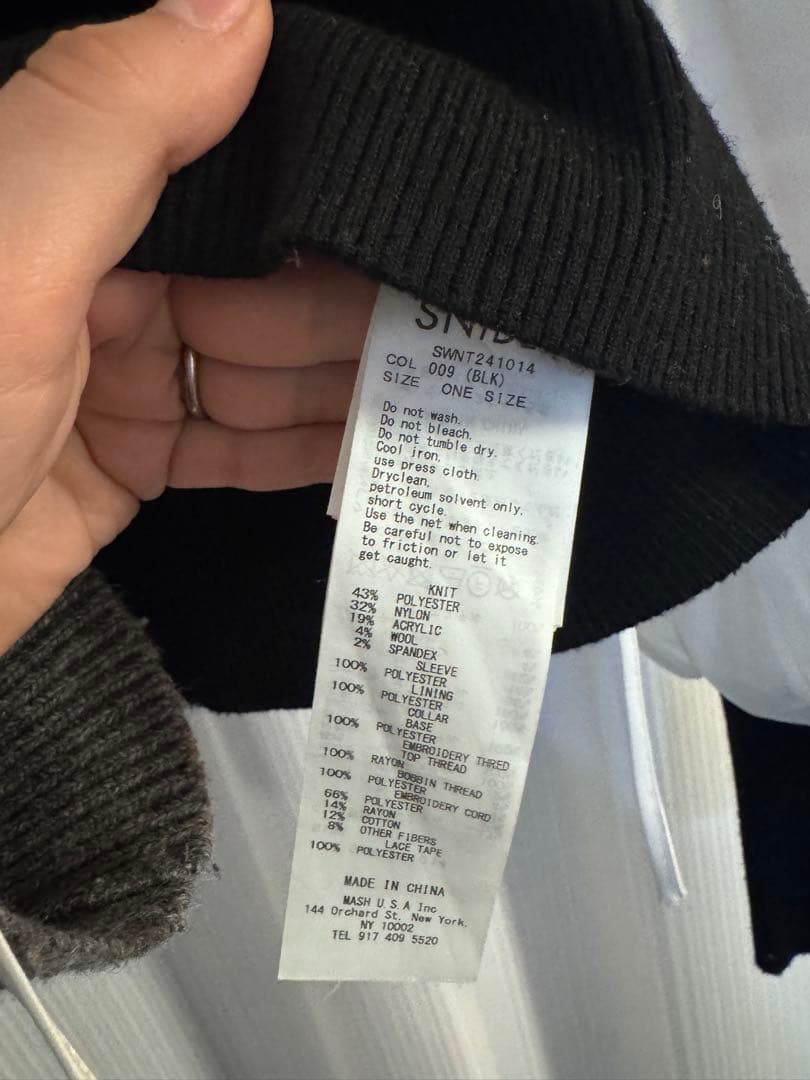 SWNT241014
COL 009 (BLK)
SIZE ONE SIZE
Do not wash.
Do not bleach.
Do not tumble dry.
Cool iron,
use press cloth.
Dryclean,
petroleum solvent only,
short cycle.
Use the net when cleaning.
Be careful not to expose
to friction or let it
get caught.
KNIT
43% POLYESTER
32% NYLON
19% ACRYLIC
4% WOOL
2% SPANDEX
SLEEVE
100% POLYESTER
LINING
100% POLYESTER
COLLAR
BASE
100% POLYESTER
EMBROIDERY THRED
TOP THREAD
100% RAYON
BOBBIN THREAD
100% POLYESTER
EMBROIDERY CORD
66% POLYESTER
14% RAYON
12% COTTON
8% OTHER FIBERS
LACE TAPE
100% POLYESTER
MADE IN CHINA
MASH U.S.A Inc
144 Orchard St. New York,
NY 10002
TEL 917 409 5520